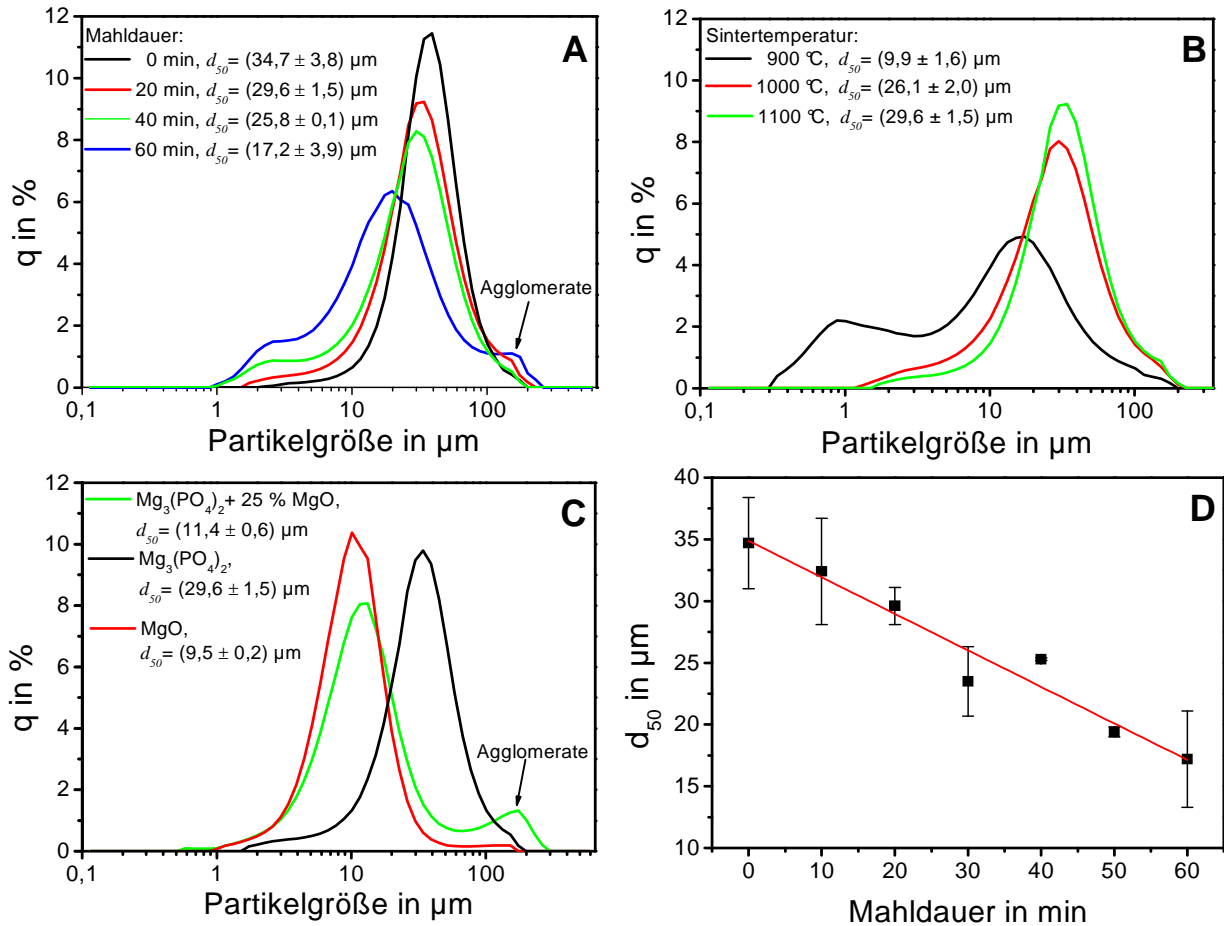 A
Mahldauer:
0 min, d50= (34,7 ± 3,8) µm
20 min, d50= (29,6 ± 1,5) µm
40 min, d50= (25,8 ± 0,1) µm
60 min, d50= (17,2 ± 3,9) µm
Agglomerate
q in %
12
10
8
6
4
2
0
0,1
1
10
100
Partikelgröße in µm
B
Sintertemperatur:
900 °C, d50= (9,9 ± 1,6) µm
1000 °C, d50= (26,1 ± 2,0) µm
1100 °C, d50= (29,6 ± 1,5) µm
q in %
12
10
8
6
4
2
0
0,1
1
10
100
Partikelgröße in µm
C
Mg3(PO4)2+ 25 % MgO,
d50= (11,4 ± 0,6) µm
Mg3(PO4)2,
d50= (29,6 ± 1,5) µm
MgO,
d50= (9,5 ± 0,2) µm
Agglomerate
q in %
12
10
8
6
4
2
0
0,1
1
10
100
Partikelgröße in µm
D
d50 in µm
40
35
30
25
20
15
10
0
10
20
30
40
50
60
Mahldauer in min